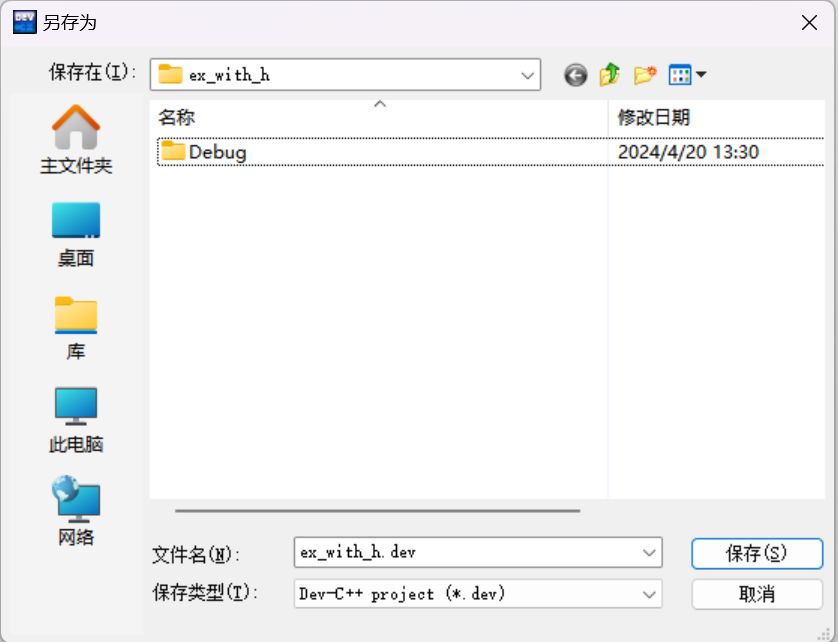 DEV 另存为
保存在(I): ex_with_h
名称 修改日期
Debug 2024/4/20 13:30
主文件夹
桌面
库
此电脑
网络
文件名(N): ex_with_h.dev 保存(S)
保存类型(T): Dev-C++ project (*.dev) 取消